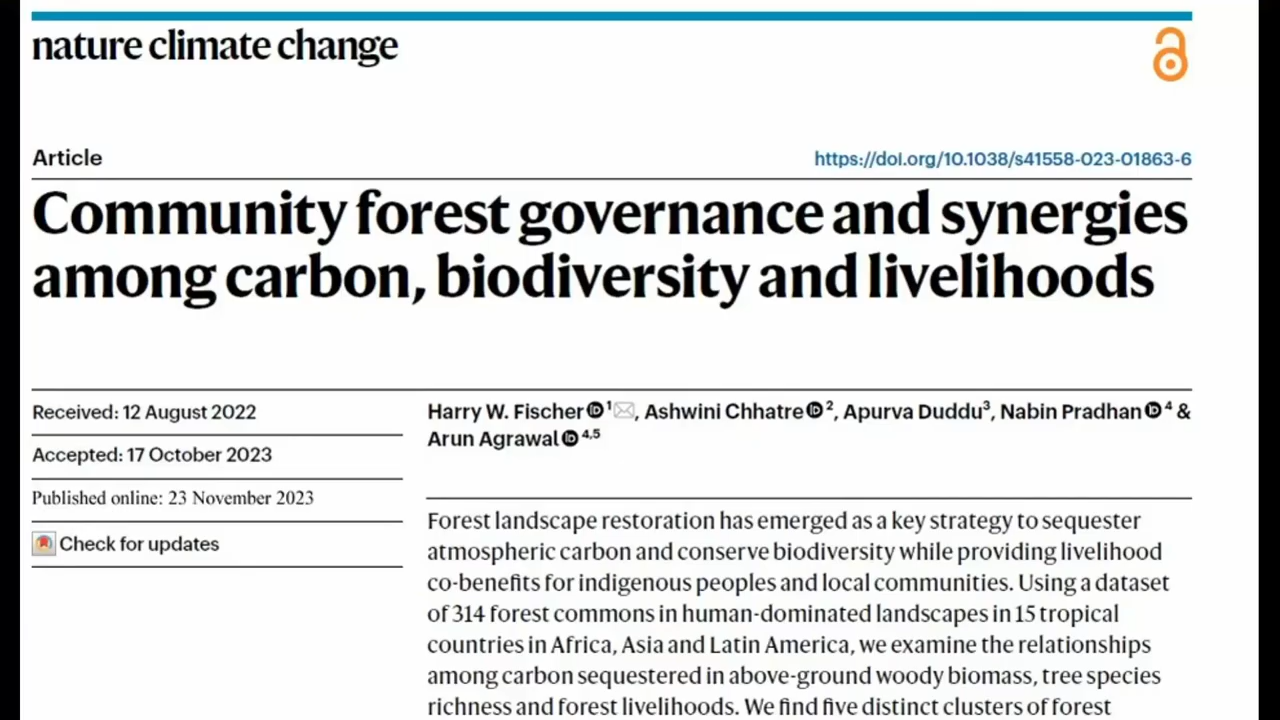 nature climate change
Article
https://doi.org/10.1038/s41558-023-01863-6
Community forest governance and synergies
among carbon, biodiversity and livelihoods
Received: 12 August 2022
Accepted: 17 October 2023
Published online: 23 November 2023
Check for updates
Harry W. Fischer 1, Ashwini Chhatre 2, Apurva Duddu3, Nabin Pradhan 4 &
Arun Agrawal 4,5
Forest landscape restoration has emerged as a key strategy to sequester
atmospheric carbon and conserve biodiversity while providing livelihood
co-benefits for indigenous peoples and local communities. Using a dataset
of 314 forest commons in human-dominated landscapes in 15 tropical
countries in Africa, Asia and Latin America, we examine the relationships
among carbon sequestered in above-ground woody biomass, tree species
richness and forest livelihoods. We find five distinct clusters of forest